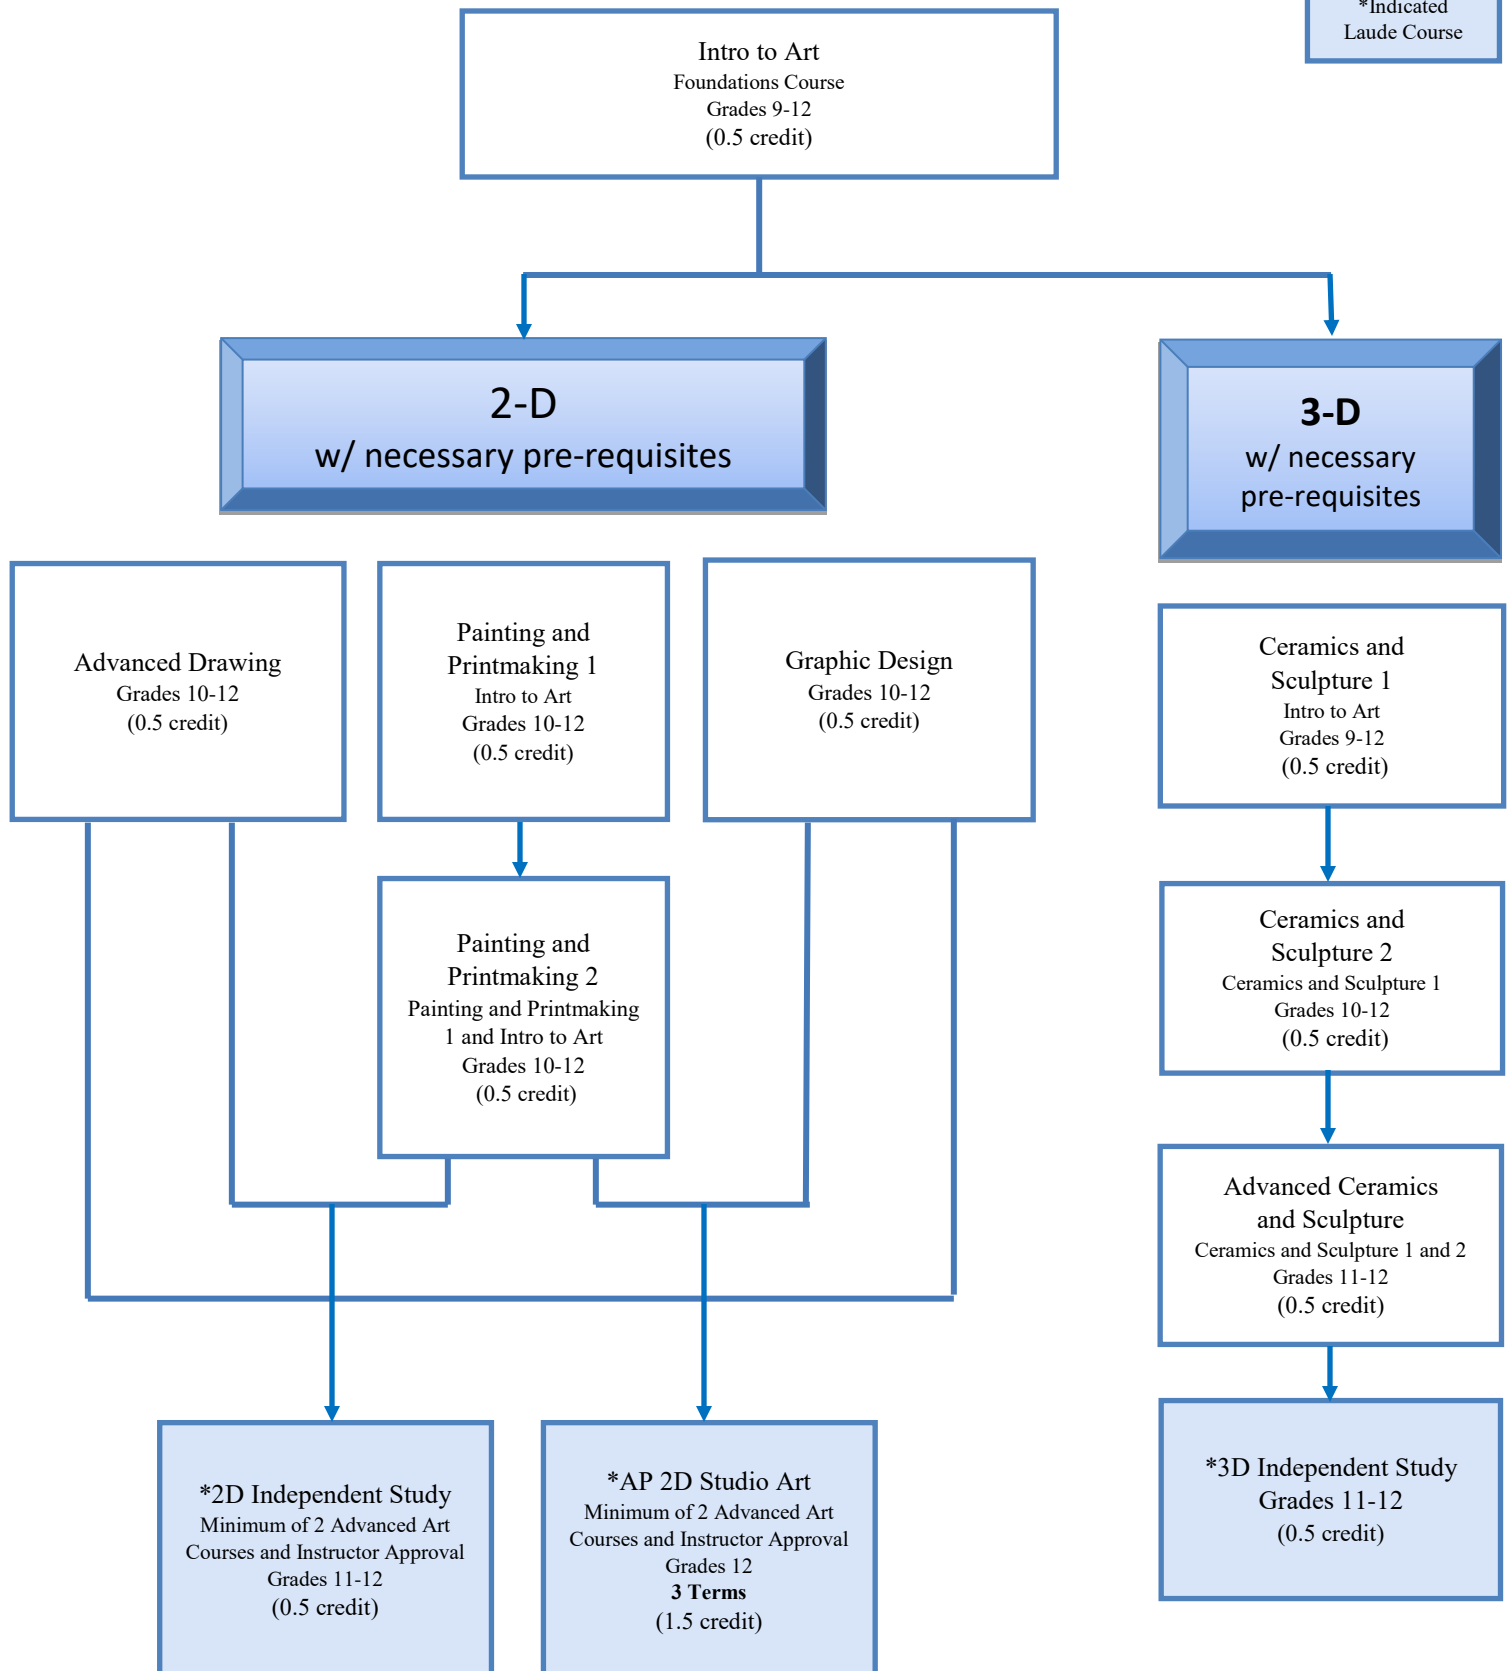 *Indicated
Laude Course
Intro to Art
Foundations Course
Grades 9-12
(0.5 credit)
2-D
w/ necessary pre-requisites
3-D
w/ necessary
pre-requisites
Advanced Drawing
Grades 10-12
(0.5 credit)
Painting and
Printmaking 1
Intro to Art
Grades 10-12
(0.5 credit)
Graphic Design
Grades 10-12
(0.5 credit)
Ceramics and
Sculpture 1
Intro to Art
Grades 9-12
(0.5 credit)
Painting and
Printmaking 2
Painting and Printmaking
1 and Intro to Art
Grades 10-12
(0.5 credit)
Ceramics and
Sculpture 2
Ceramics and Sculpture 1
Grades 10-12
(0.5 credit)
Advanced Ceramics
and Sculpture
Ceramics and Sculpture 1 and 2
Grades 11-12
(0.5 credit)
*2D Independent Study
Minimum of 2 Advanced Art
Courses and Instructor Approval
Grades 11-12
(0.5 credit)
*AP 2D Studio Art
Minimum of 2 Advanced Art
Courses and Instructor Approval
Grades 12
3 Terms
(1.5 credit)
*3D Independent Study
Grades 11-12
(0.5 credit)